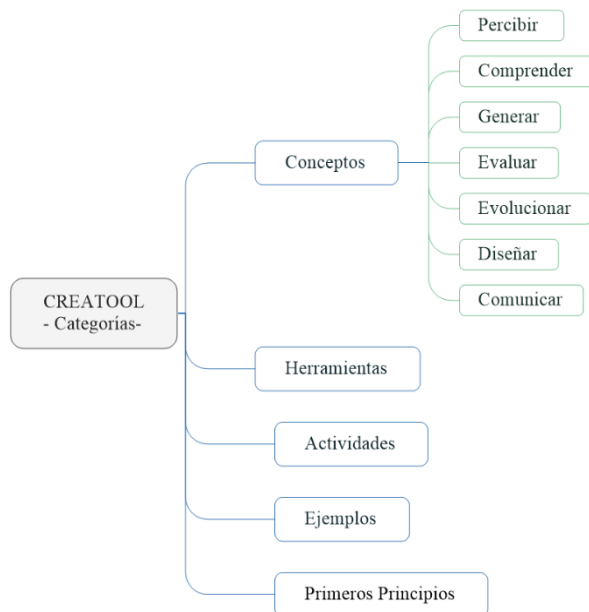 CREATOOL
- Categorías-
Conceptos
Percibir
Comprender
Generar
Evaluar
Evolucionar
Diseñar
Comunicar
Herramientas
Actividades
Ejemplos
Primeros Principios